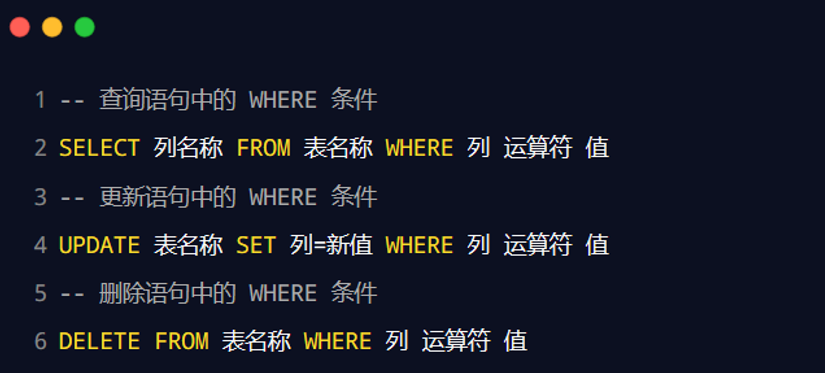 1 -- 查询语句中的 WHERE 条件
2 SELECT 列名称 FROM 表名称 WHERE 列 运算符 值
3 -- 更新语句中的 WHERE 条件
4 UPDATE 表名称 SET 列=新值 WHERE 列 运算符 值
5 -- 删除语句中的 WHERE 条件
6 DELETE FROM 表名称 WHERE 列 运算符 值